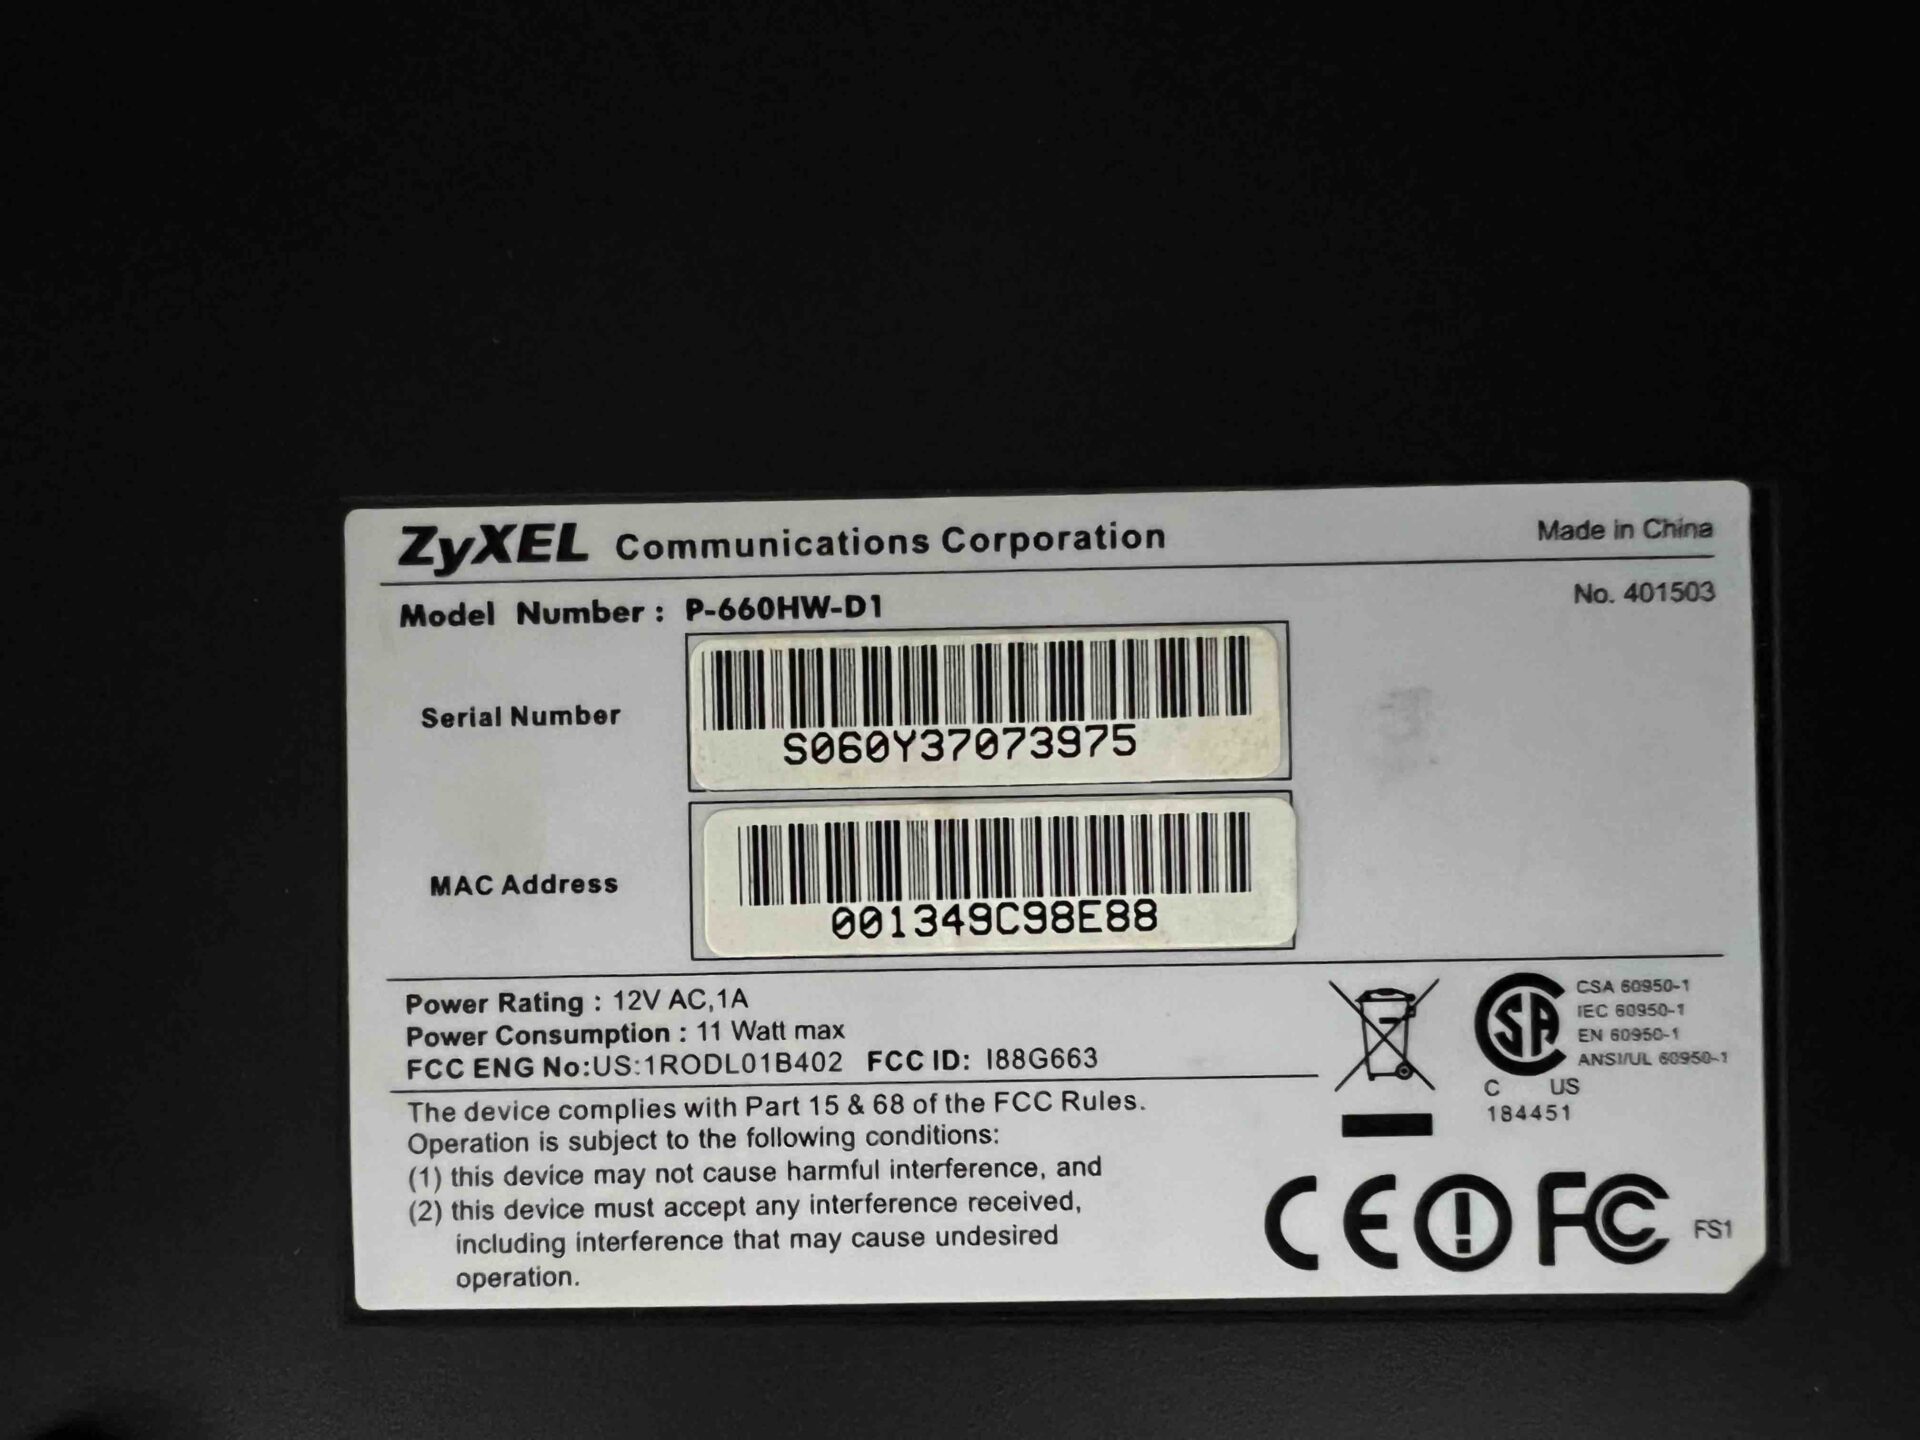 ZyXEL Communications Corporation
Made in China
Model Number : P-660HW-D1
No. 401503
Serial Number
S060Y37073975
MAC Address
001349C98E88
Power Rating : 12V AC,1A
Power Consumption : 11 Watt max
FCC ENG No:US:1RODL01B402 FCC ID: I88G663
The device complies with Part 15 & 68 of the FCC Rules.
Operation is subject to the following conditions:
(1) this device may not cause harmful interference, and
(2) this device must accept any interference received,
including interference that may cause undesired
operation.
SA
CSA 60950-1
IEC 60950-1
EN 60950-1
ANSI/UL 60950-1
C US
184451
CE FC
FS1